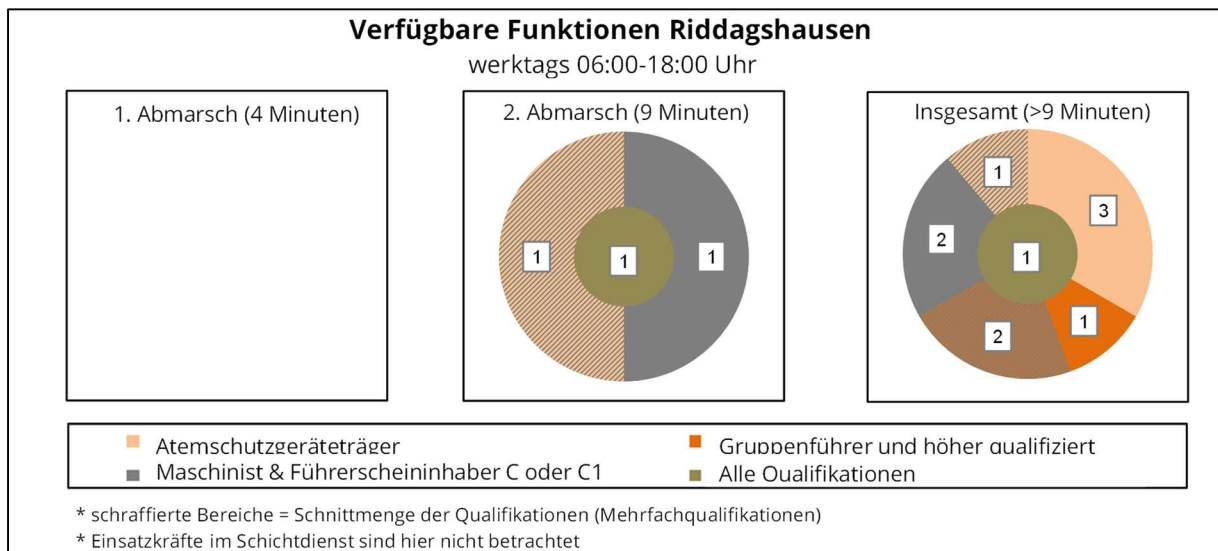 Verfügbare Funktionen Riddagshausen
werktags 06:00-18:00 Uhr
1. Abmarsch (4 Minuten)
2. Abmarsch (9 Minuten)
1
1
1
Insgesamt (>9 Minuten)
1
3
2
1
2
1
Atemschutzgeräteträger
Gruppenführer und höher qualifiziert
Maschinist & Führerscheininhaber C oder C1
Alle Qualifikationen
* schraffierte Bereiche = Schnittmenge der Qualifikationen (Mehrfachqualifikationen)
* Einsatzkräfte im Schichtdienst sind hier nicht betrachtet